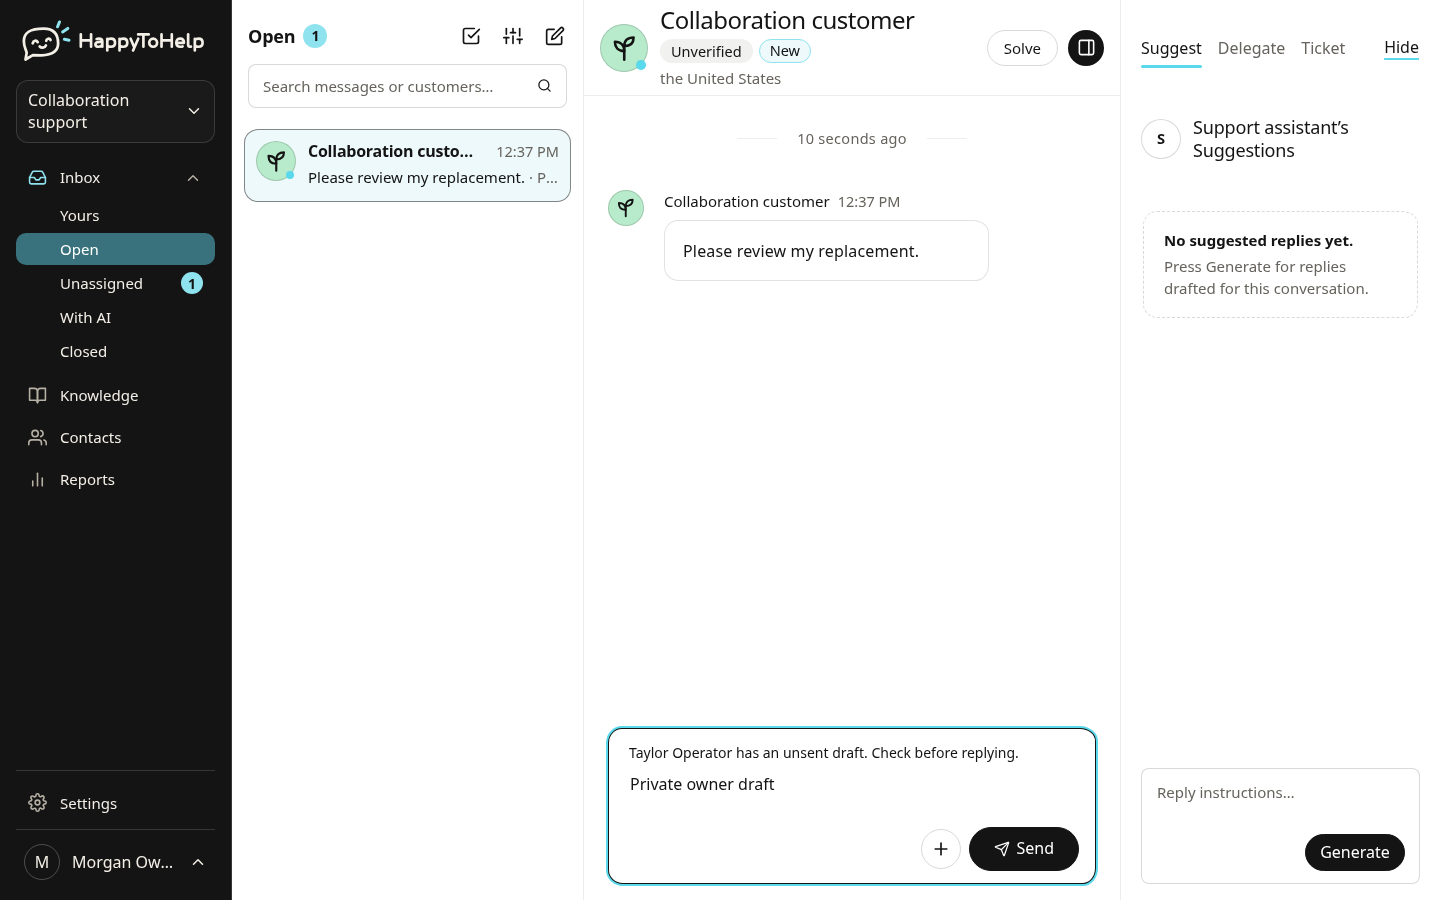 HappyToHelp
Collaboration
support
Inbox
Yours
Open
Unassigned
1
With AI
Closed
Knowledge
Contacts
Reports
Settings
M
Morgan Ow...
Open
1
Search messages or customers...
Collaboration custo...
12:37 PM
Please review my replacement. · P...
Collaboration customer
Unverified
New
the United States
Solve
10 seconds ago
Collaboration customer 12:37 PM
Please review my replacement.
Taylor Operator has an unsent draft. Check before replying.
Private owner draft
Send
Suggest
Delegate
Ticket
Hide
S
Support assistant’s
Suggestions
No suggested replies yet.
Press Generate for replies
drafted for this conversation.
Reply instructions...
Generate